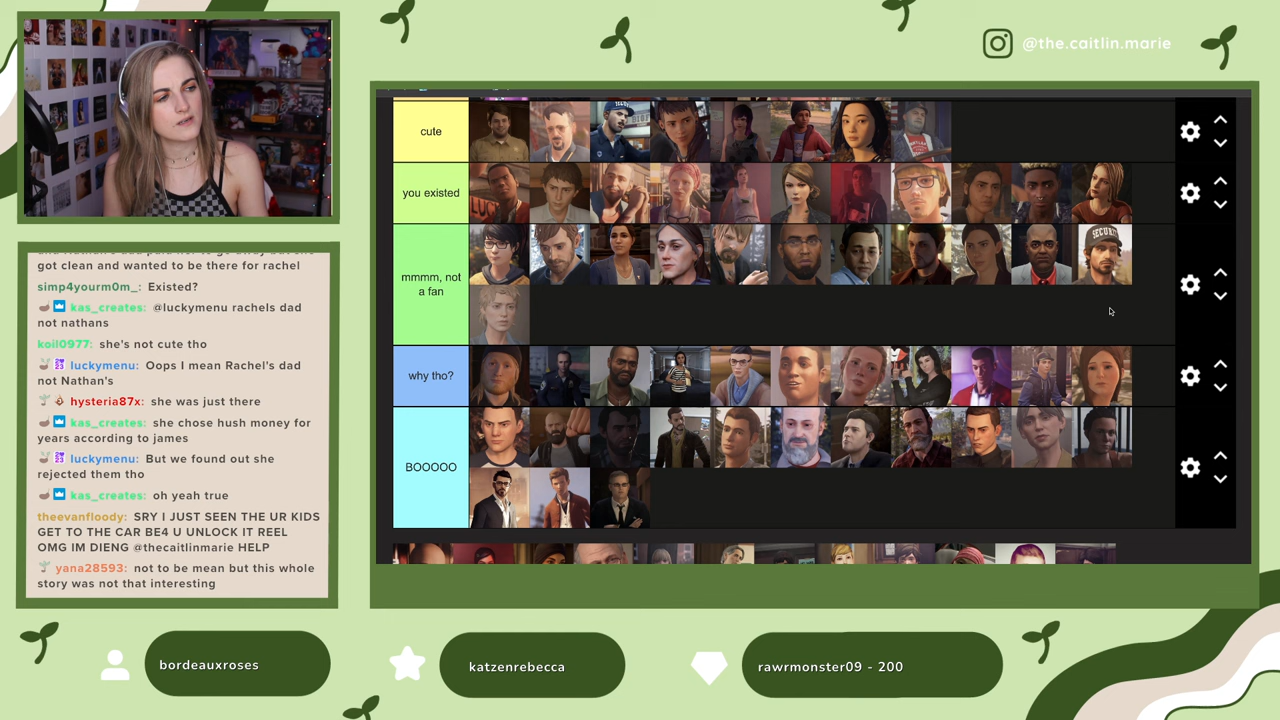 @the.caitlin.marie
got clean and wanted to be there for rachel
simp4yourm0m_: Existed?
kas_creates: @luckymenu rachels dad
not nathans
koil0977: she's not cute tho
luckymenu: Oops I mean Rachel's dad
not Nathan's
hysteria87x: she was just there
kas_creates: she chose hush money for
years according to james
luckymenu: But we found out she
rejected them tho
kas_creates: oh yeah true
theevanfloody: SRY I JUST SEEN THE UR KIDS
GET TO THE CAR BE4 U UNLOCK IT REEL
OMG IM DIENG @thecaitlinmarie HELP
yana28593: not to be mean but this whole
story was not that interesting
cute
you existed
mmmm, not
a fan
SECURITY
why tho?
BOOOOO
bordeauxroses
katzenrebecca
rawrmonster09 - 200